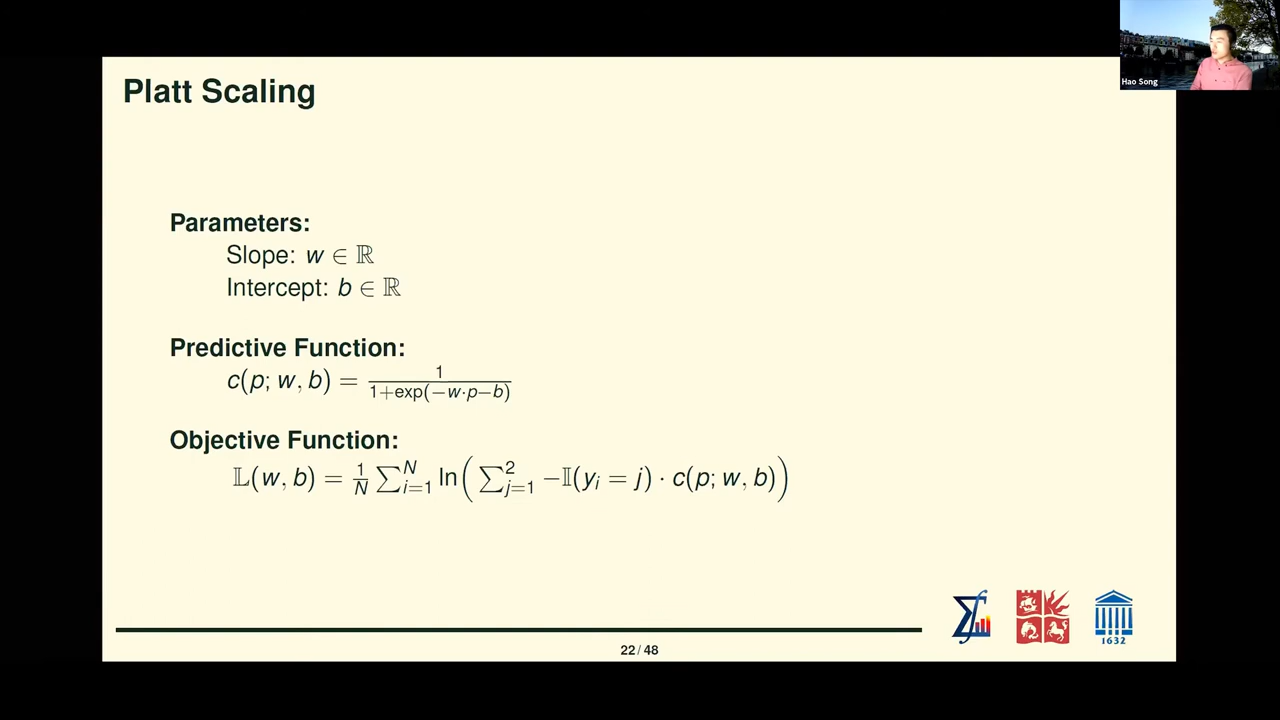 Hao Song
Platt Scaling
Parameters:
Slope: w ∈ ℝ
Intercept: b ∈ ℝ
Predictive Function:
c(p; w, b) = 1 / 1+exp(−w·p−b)
Objective Function:
𝕃(w, b) = 1/N ∑_{i=1}^{N} ln( ∑_{j=1}^{2} −𝕀(y_i = j) · c(p; w, b) )
1632
22 / 48